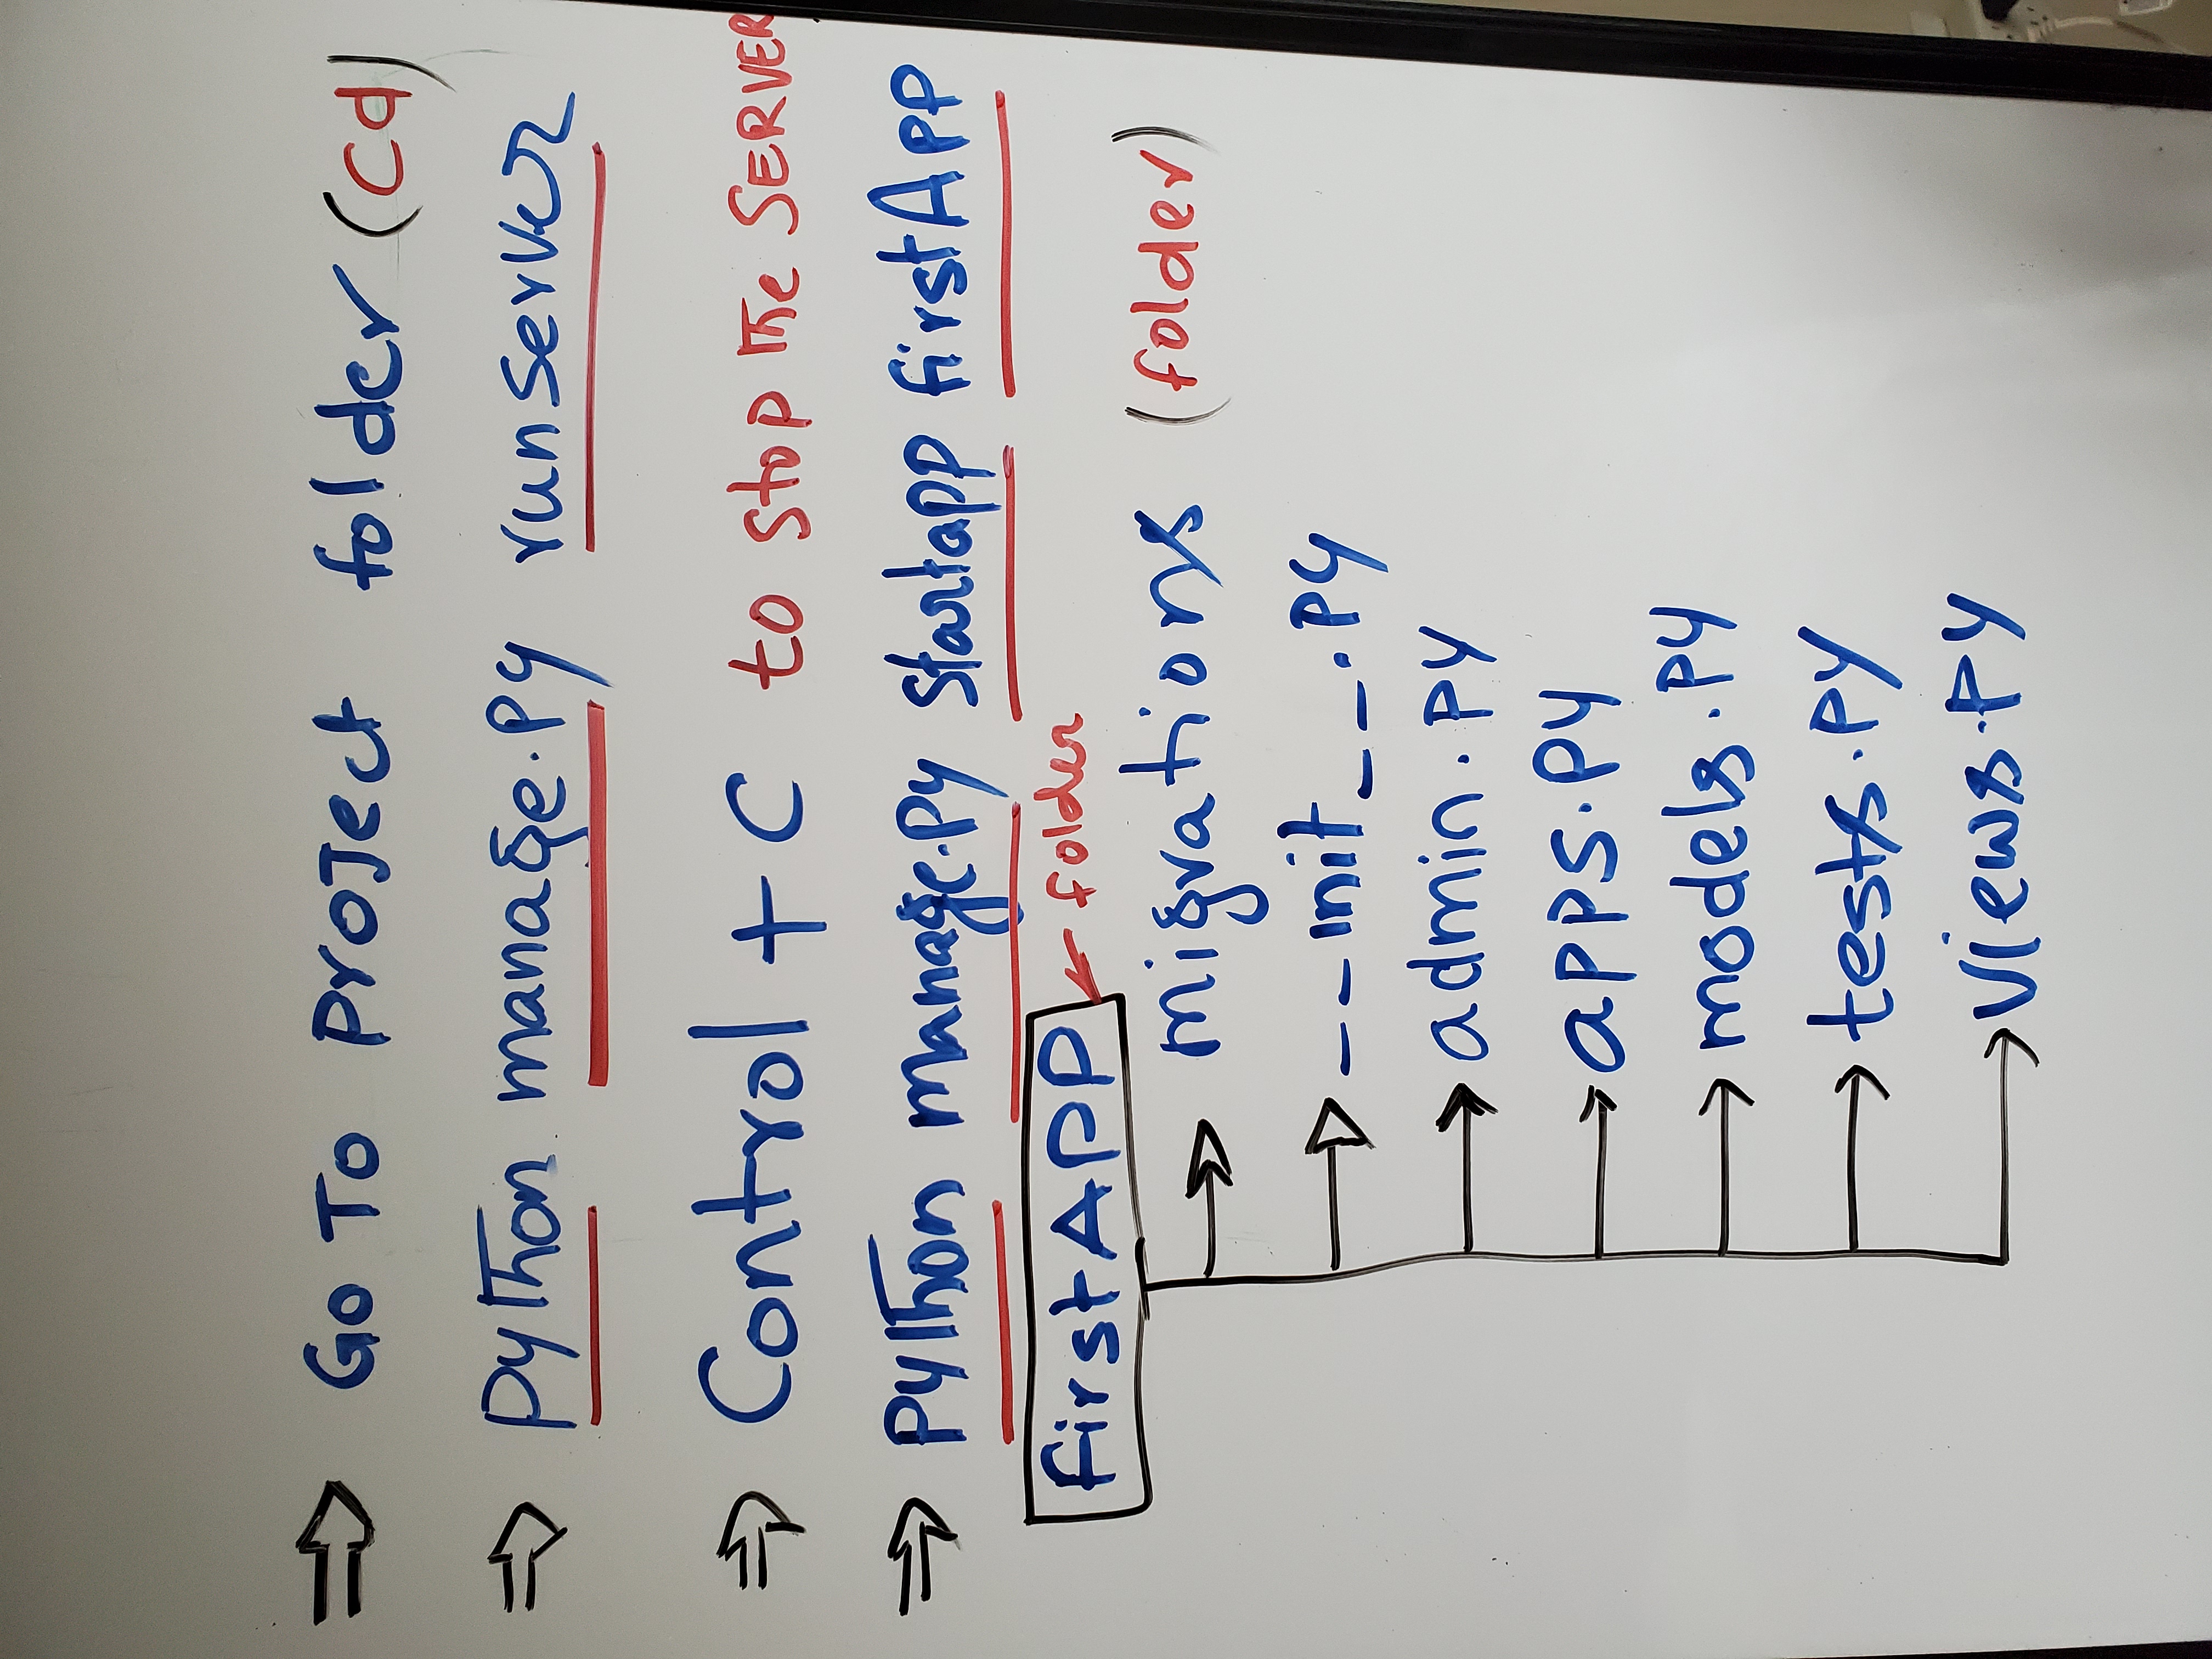 ⇒ Go To Project folder (cd)
⇒ Python manage.py runserver
⇒ Control + C to stop the SERVER
⇒ Python manage.py startapp firstApp
firstAPP ← folder
→ migrations (folder)
→ __init__.py
→ admin.py
→ apps.py
→ models.py
→ tests.py
→ views.py